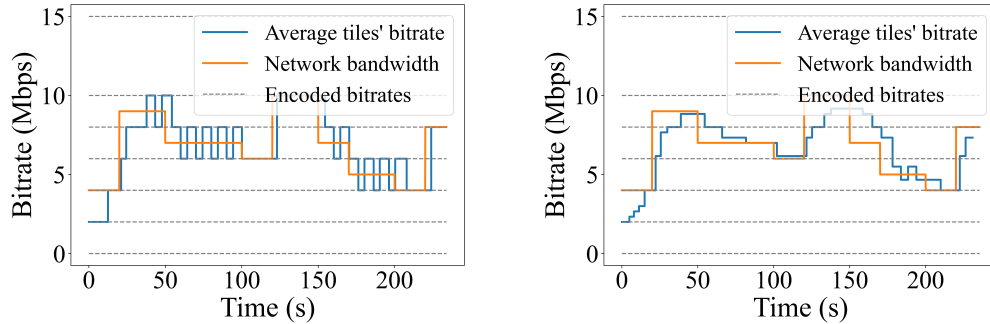 Bitrate (Mbps)
15
10
5
0
Average tiles' bitrate
Network bandwidth
Encoded bitrates
0
50
100
150
200
Time (s)
Bitrate (Mbps)
15
10
5
0
Average tiles' bitrate
Network bandwidth
Encoded bitrates
0
50
100
150
200
Time (s)